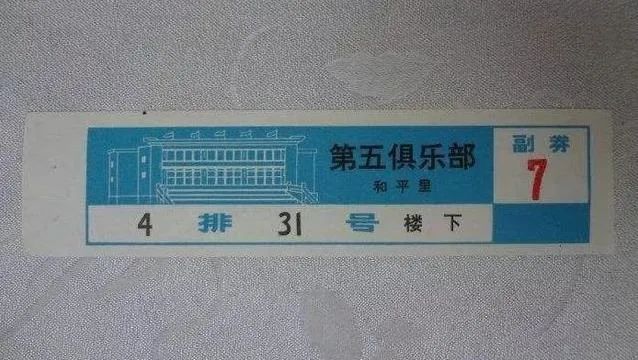 第五俱乐部
和平里
副券
7
4 排 31 号 楼下